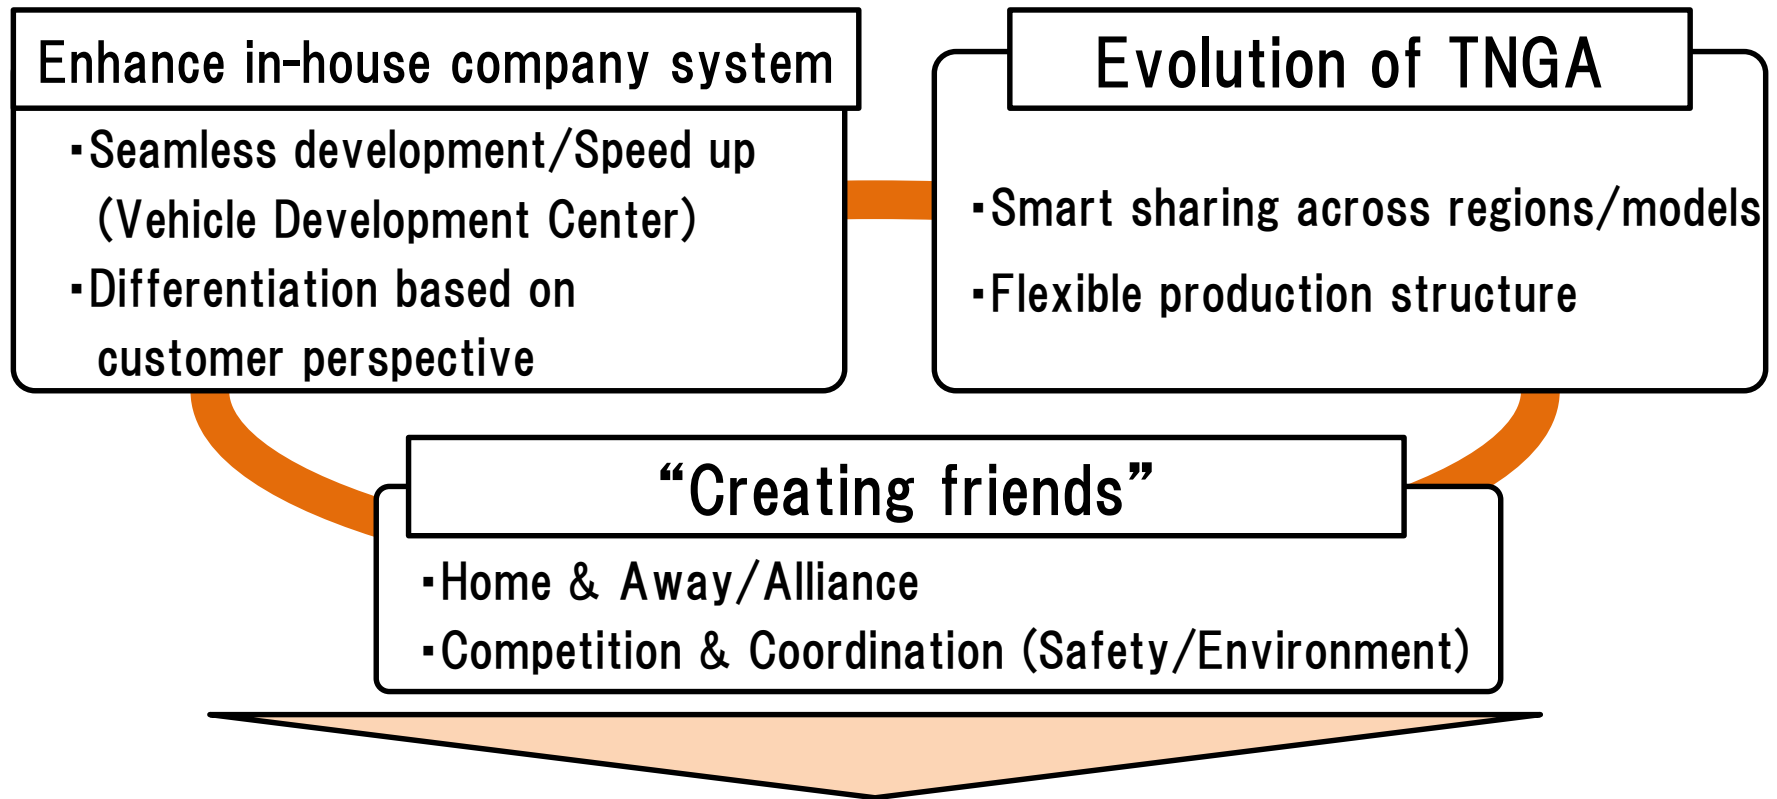 Enhance in-house company system
・Seamless development/Speed up
(Vehicle Development Center)
・Differentiation based on
customer perspective
Evolution of TNGA
・Smart sharing across regions/models
・Flexible production structure
“Creating friends”
・Home & Away/Alliance
・Competition & Coordination (Safety/Environment)